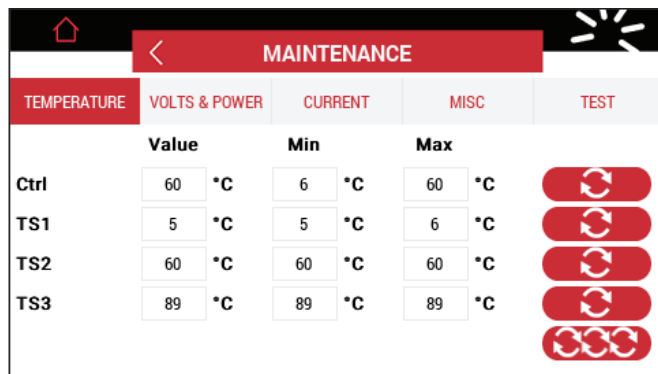 MAINTENANCE
TEMPERATURE VOLTS & POWER CURRENT MISC TEST
Value Min Max
Ctrl 60 °C 6 °C 60 °C
TS1 5 °C 5 °C 6 °C
TS2 60 °C 60 °C 60 °C
TS3 89 °C 89 °C 89 °C